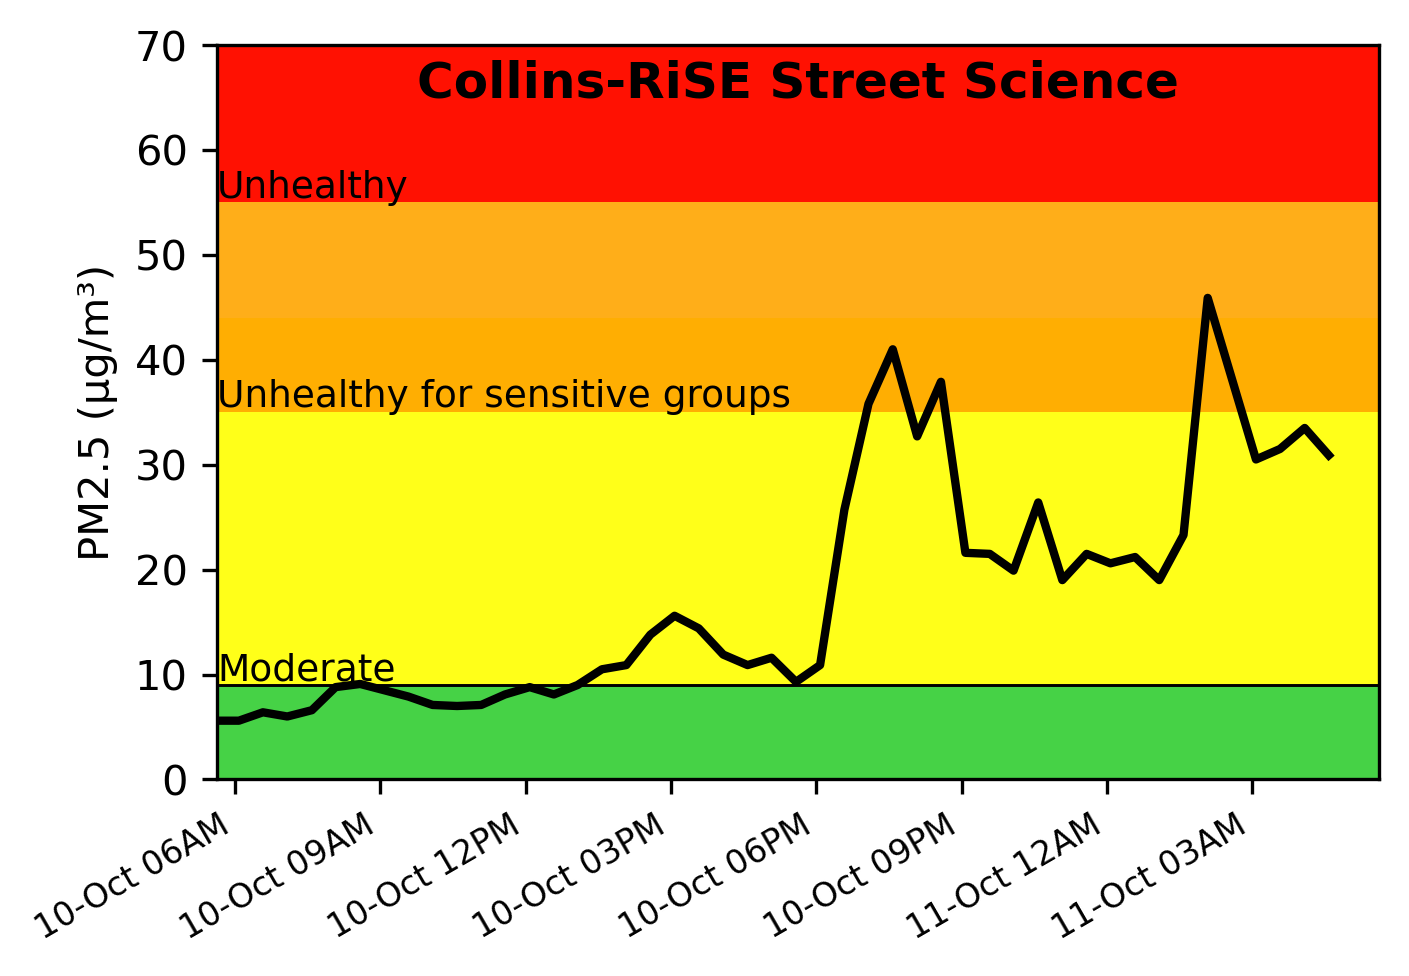 Collins-RiSE Street Science
70
60
Unhealthy
50
40
Unhealthy for sensitive groups
30
20
Moderate
10
0
PM2.5 (µg/m³)
10-Oct 06AM
10-Oct 09AM
10-Oct 12PM
10-Oct 03PM
10-Oct 06PM
10-Oct 09PM
11-Oct 12AM
11-Oct 03AM